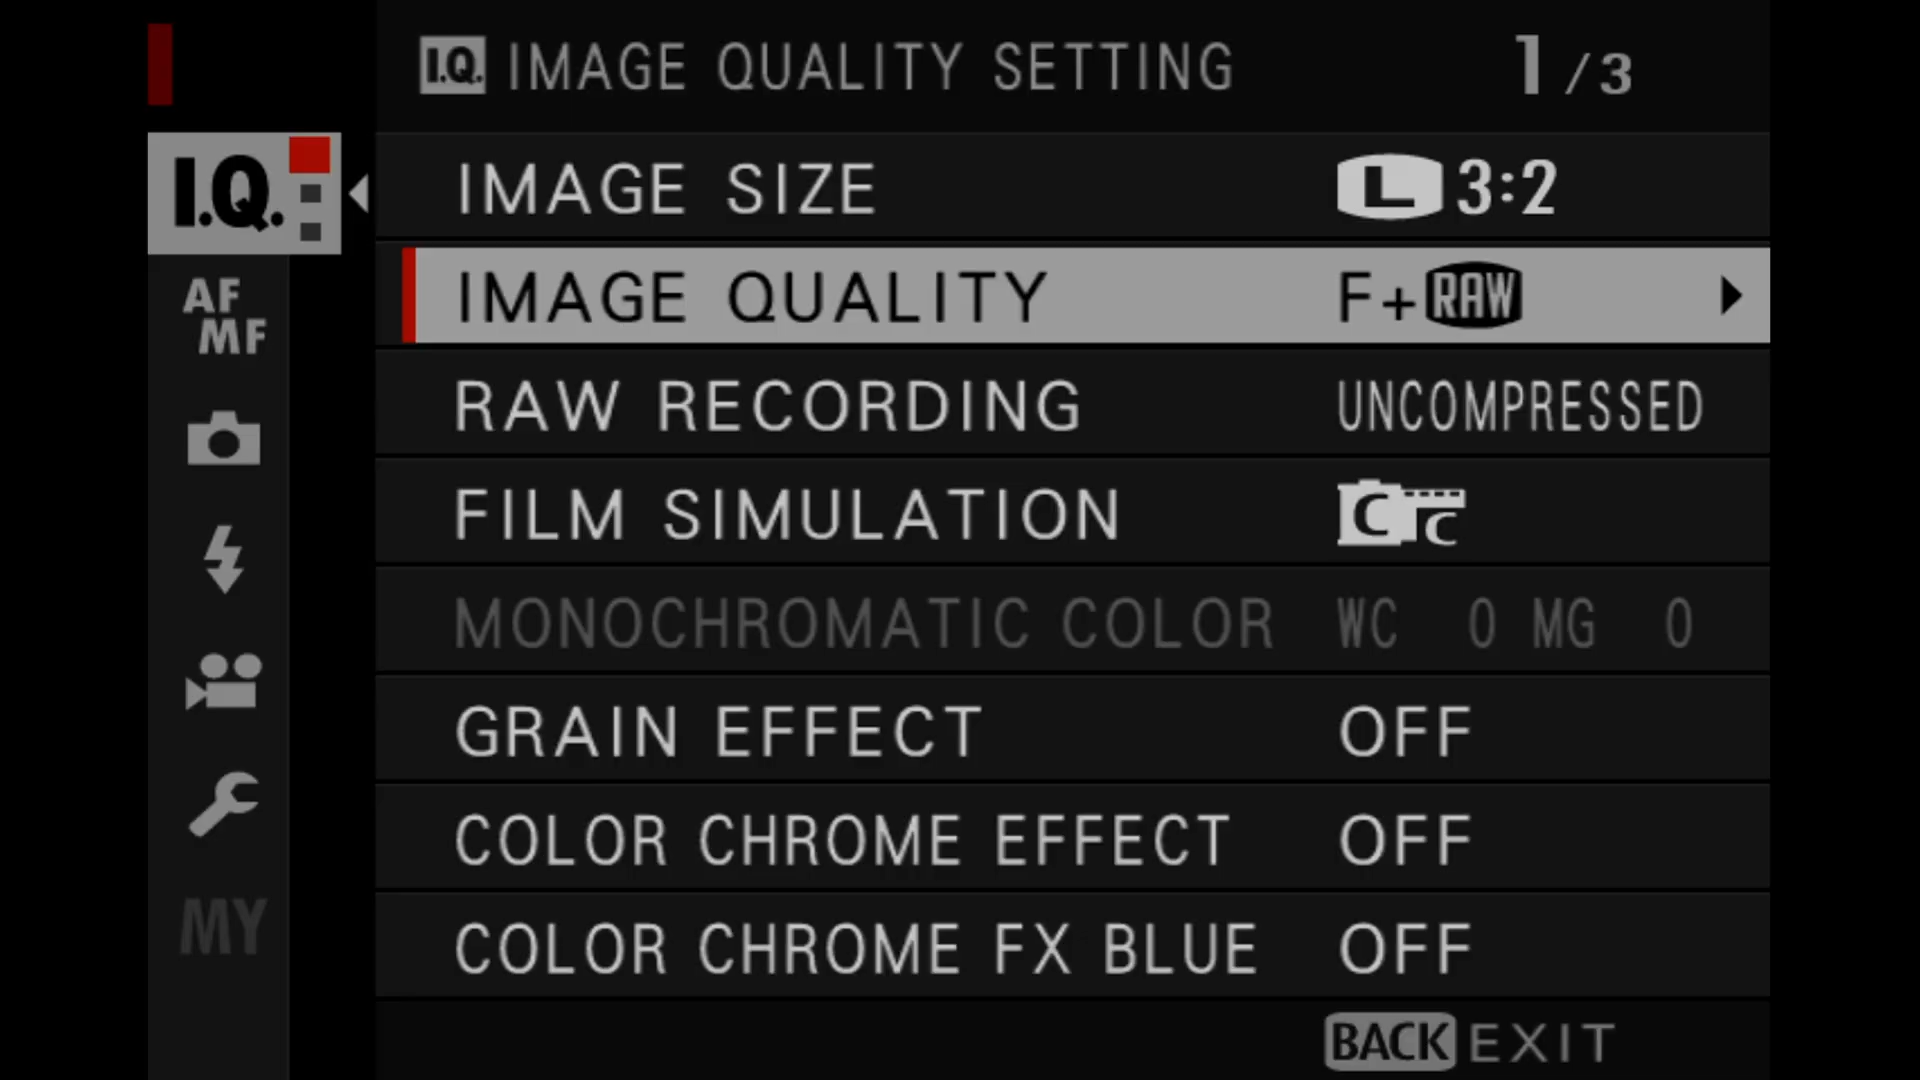 I.Q. IMAGE QUALITY SETTING 1/3
I.Q.
IMAGE SIZE L 3:2
IMAGE QUALITY F+RAW
AF
MF
RAW RECORDING UNCOMPRESSED
FILM SIMULATION C C
MONOCHROMATIC COLOR WC 0 MG 0
GRAIN EFFECT OFF
COLOR CHROME EFFECT OFF
MY
COLOR CHROME FX BLUE OFF
BACK EXIT